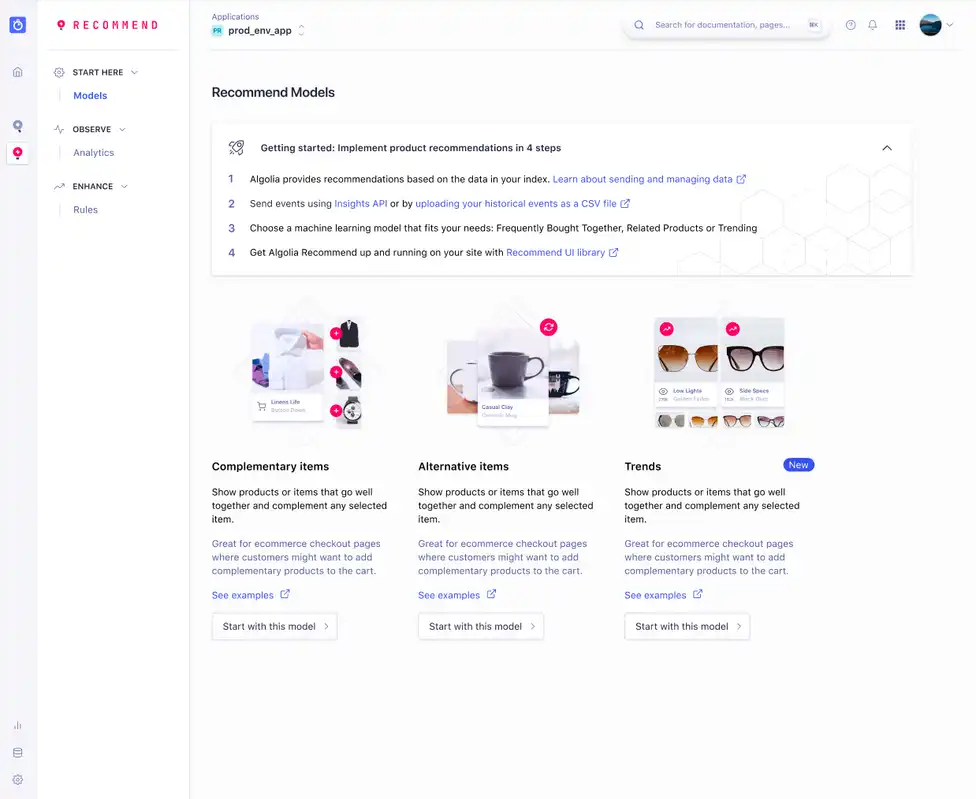 RECOMMEND
START HERE
Models
OBSERVE
Analytics
ENHANCE
Rules
Applications
PR prod_env_app
Search for documentation, pages...
⌘K
Recommend Models
Getting started: Implement product recommendations in 4 steps
1 Algolia provides recommendations based on the data in your index. Learn about sending and managing data
2 Send events using Insights API or by uploading your historical events as a CSV file
3 Choose a machine learning model that fits your needs: Frequently Bought Together, Related Products or Trending
4 Get Algolia Recommend up and running on your site with Recommend UI library
Linens Life
Button Down
Casual Clay
Ceramic Mug
Low Lights
Golden Fades
Side Specs
Complementary items
Show products or items that go well
together and complement any selected
item.
Great for ecommerce checkout pages
where customers might want to add
complementary products to the cart.
See examples
Start with this model
Alternative items
Show products or items that go well
together and complement any selected
item.
Great for ecommerce checkout pages
where customers might want to add
complementary products to the cart.
See examples
Start with this model
Trends
New
Show products or items that go well
together and complement any selected
item.
Great for ecommerce checkout pages
where customers might want to add
complementary products to the cart.
See examples
Start with this model